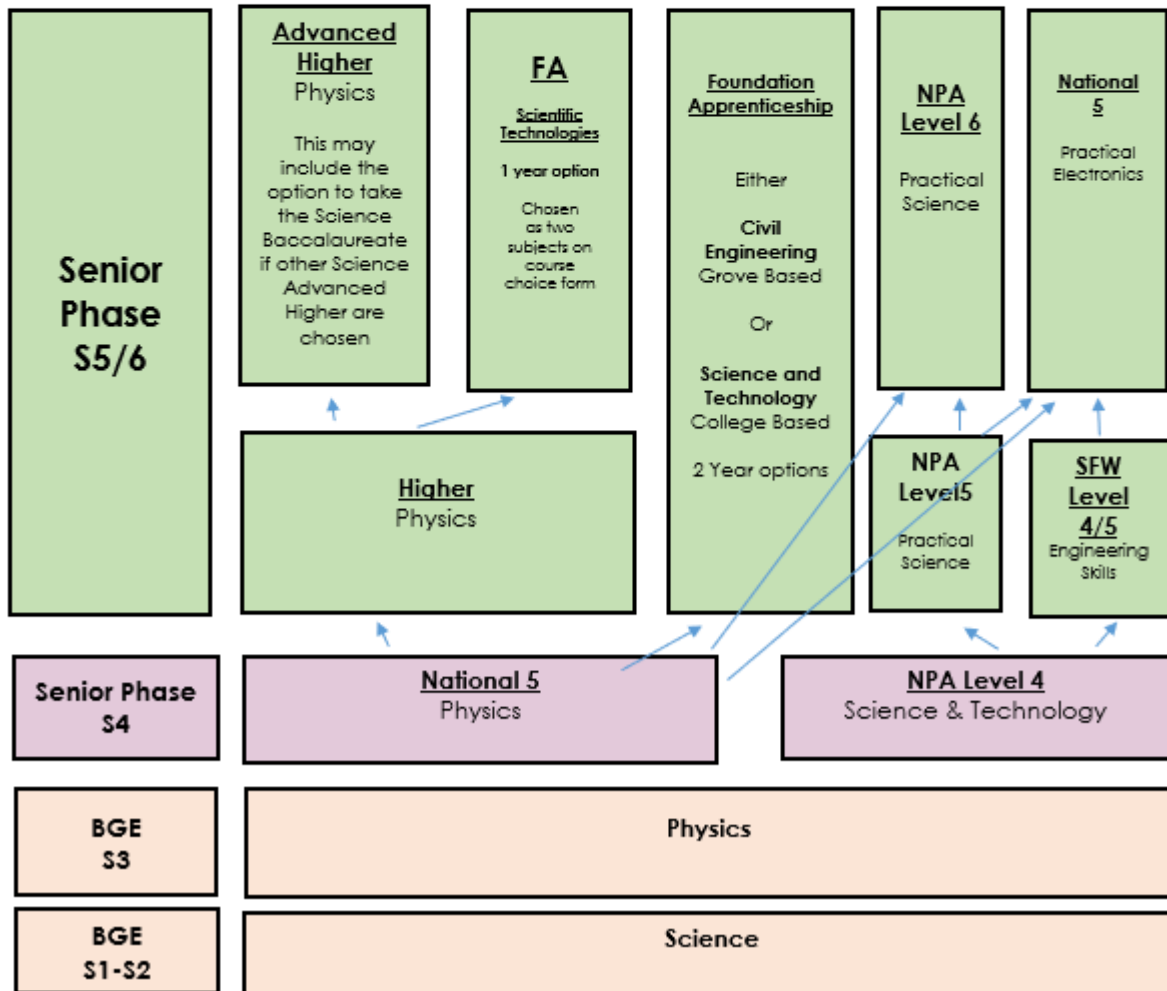 Senior
Phase
S5/6
Advanced
Higher
Physics
This may
include the
option to take
the Science
Baccalaureate
if other Science
Advanced
Higher are
chosen
FA
Scientific
Technologies
1 year option
Chosen
as two
subjects on
course
choice form
Foundation
Apprenticeship
Either
Civil
Engineering
Grove Based
Or
Science and
Technology
College Based
2 Year options
NPA
Level 6
Practical
Science
National
5
Practical
Electronics
Higher
Physics
NPA
Level5
Practical
Science
SFW
Level
4/5
Engineering
Skills
Senior Phase
S4
National 5
Physics
NPA Level 4
Science & Technology
BGE
S3
Physics
BGE
S1-S2
Science